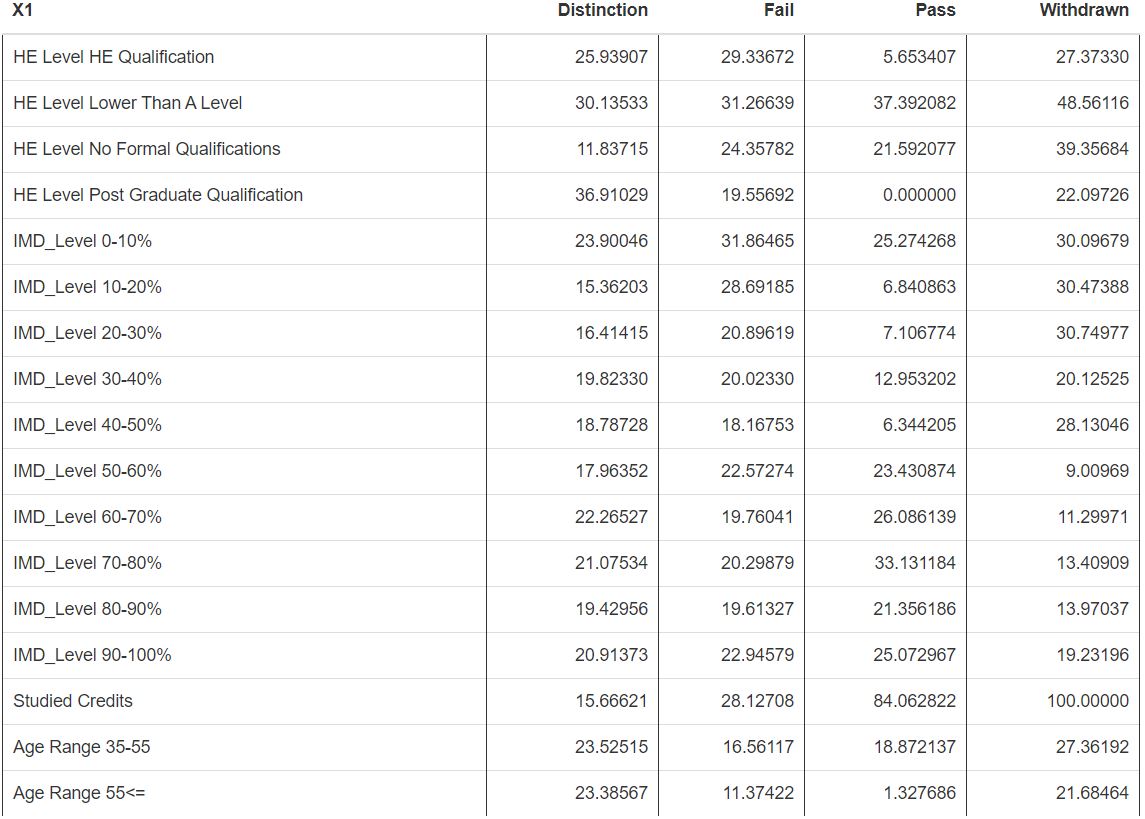 X1 Distinction Fail Pass Withdrawn
HE Level HE Qualification 25.93907 29.33672 5.653407 27.37330
HE Level Lower Than A Level 30.13533 31.26639 37.392082 48.56116
HE Level No Formal Qualifications 11.83715 24.35782 21.592077 39.35684
HE Level Post Graduate Qualification 36.91029 19.55692 0.000000 22.09726
IMD_Level 0-10% 23.90046 31.86465 25.274268 30.09679
IMD_Level 10-20% 15.36203 28.69185 6.840863 30.47388
IMD_Level 20-30% 16.41415 20.89619 7.106774 30.74977
IMD_Level 30-40% 19.82330 20.02330 12.953202 20.12525
IMD_Level 40-50% 18.78728 18.16753 6.344205 28.13046
IMD_Level 50-60% 17.96352 22.57274 23.430874 9.00969
IMD_Level 60-70% 22.26527 19.76041 26.086139 11.29971
IMD_Level 70-80% 21.07534 20.29879 33.131184 13.40909
IMD_Level 80-90% 19.42956 19.61327 21.356186 13.97037
IMD_Level 90-100% 20.91373 22.94579 25.072967 19.23196
Studied Credits 15.66621 28.12708 84.062822 100.00000
Age Range 35-55 23.52515 16.56117 18.872137 27.36192
Age Range 55<= 23.38567 11.37422 1.327686 21.68464